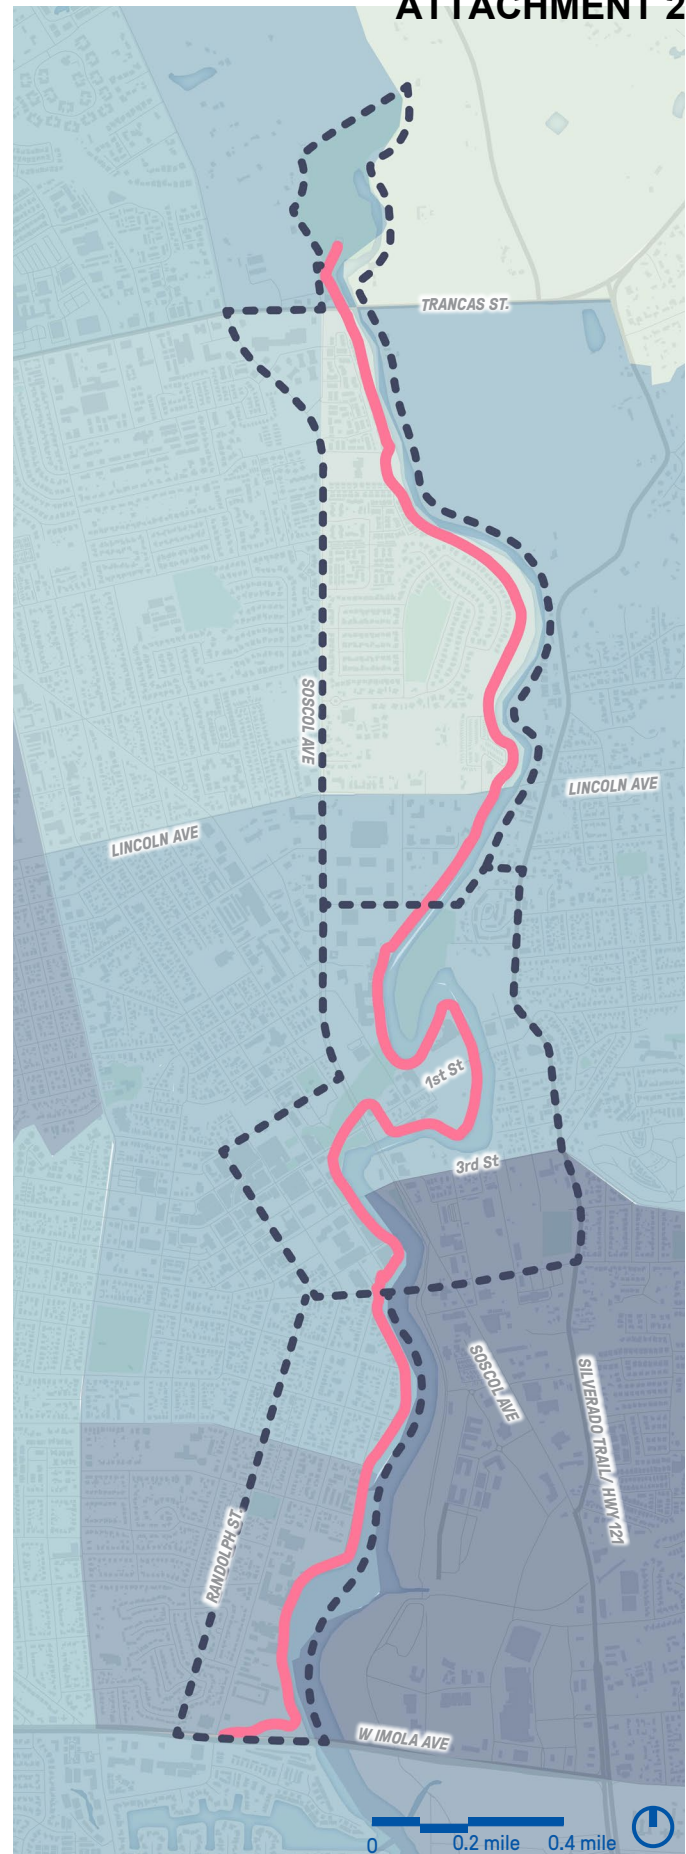 ATTACHMENT 2
TRANCAS ST.
SOSCOL AVE
LINCOLN AVE
LINCOLN AVE
1st St
3rd St
SOSCOL AVE
SILVERADO TRAIL/ HWY 121
RANDOLPH ST.
W IMOLA AVE
0 0.2 mile 0.4 mile